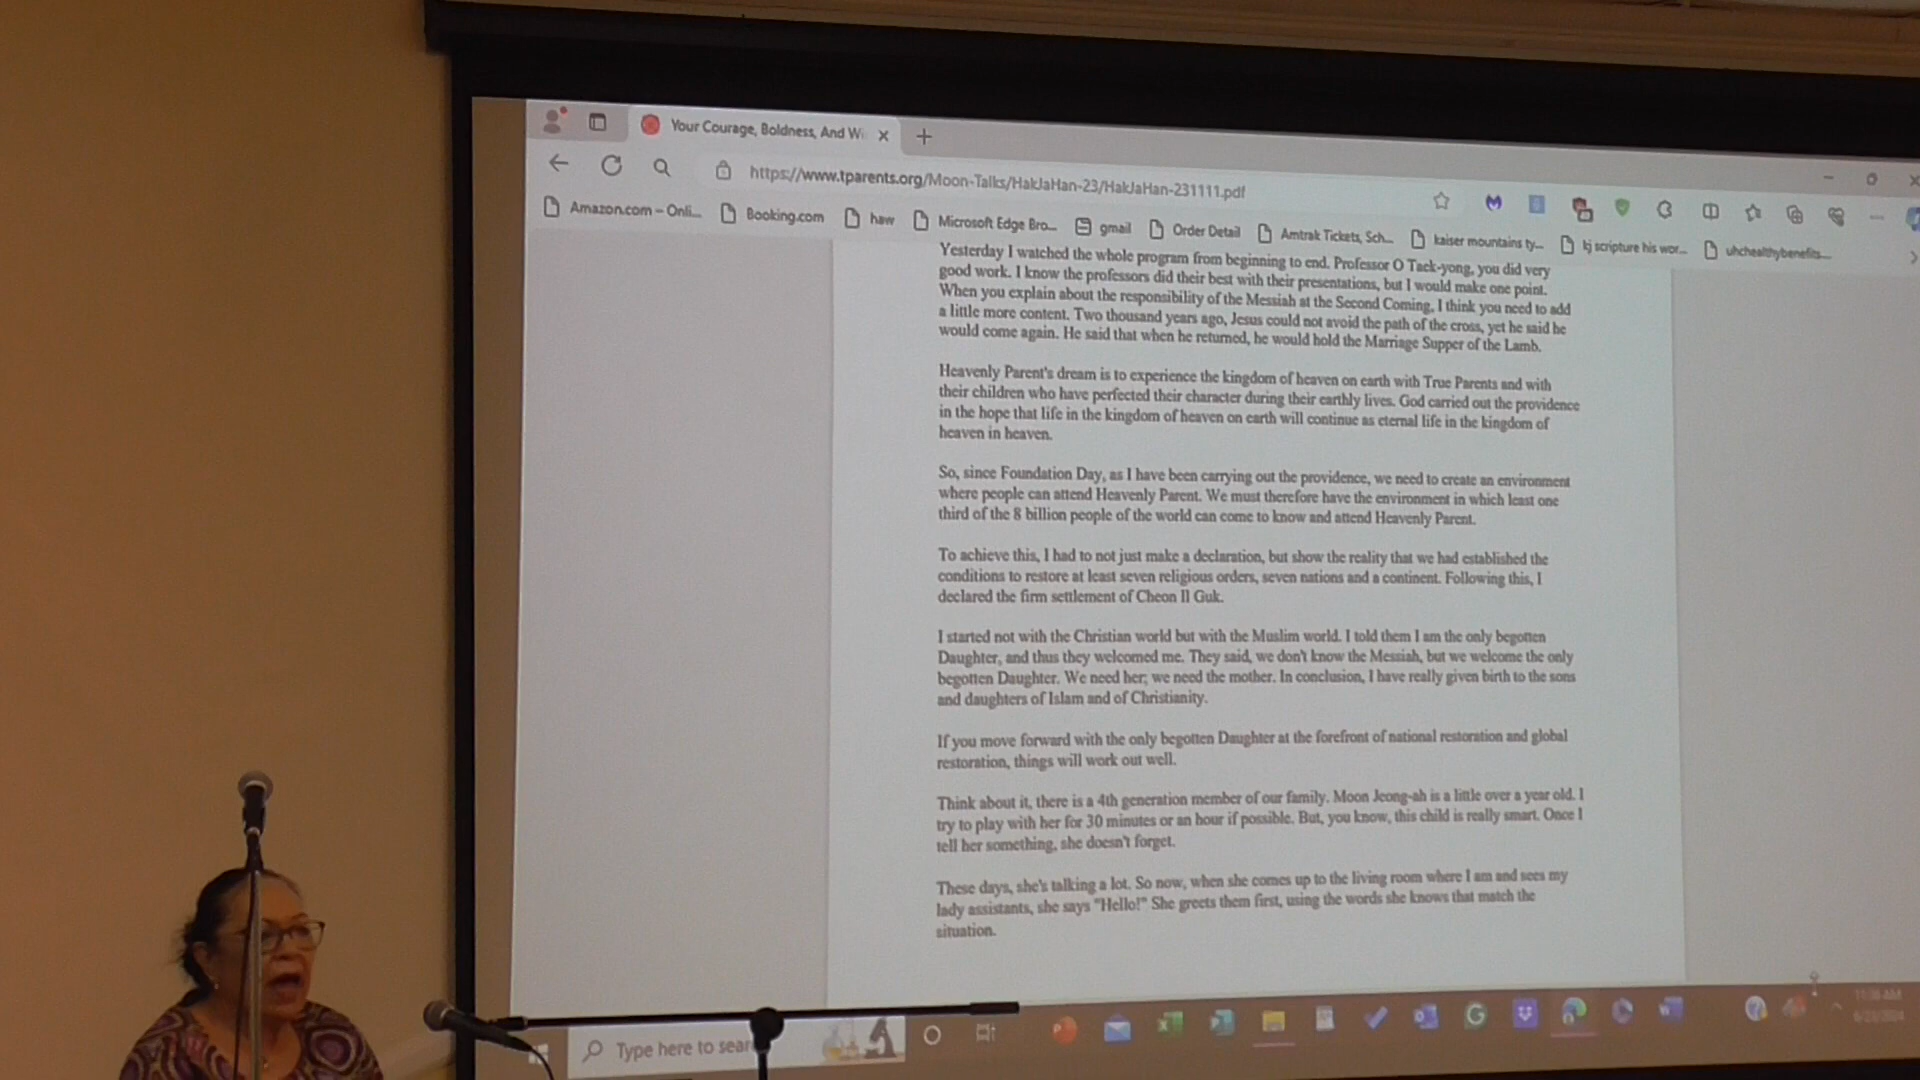 Your Courage, Boldness, And Wi
https://www.tparents.org/Moon-Talks/HakJaHan-23/HakJaHan-231111.pdf
Amazon.com – Onli... Booking.com haw Microsoft Edge Bro... gmail Order Detail Amtrak Tickets, Sch... kaiser mountains ty... kj scripture his wor... uhchealthybenefits...
Yesterday I watched the whole program from beginning to end. Professor O Taek-yong, you did very
good work. I know the professors did their best with their presentations, but I would make one point.
When you explain about the responsibility of the Messiah at the Second Coming, I think you need to add
a little more content. Two thousand years ago, Jesus could not avoid the path of the cross, yet he said he
would come again. He said that when he returned, he would hold the Marriage Supper of the Lamb.
Heavenly Parent's dream is to experience the kingdom of heaven on earth with True Parents and with
their children who have perfected their character during their earthly lives. God carried out the providence
in the hope that life in the kingdom of heaven on earth will continue as eternal life in the kingdom of
heaven in heaven.
So, since Foundation Day, as I have been carrying out the providence, we need to create an environment
where people can attend Heavenly Parent. We must therefore have the environment in which least one
third of the 8 billion people of the world can come to know and attend Heavenly Parent.
To achieve this, I had to not just make a declaration, but show the reality that we had established the
conditions to restore at least seven religious orders, seven nations and a continent. Following this, I
declared the firm settlement of Cheon Il Guk.
I started not with the Christian world but with the Muslim world. I told them I am the only begotten
Daughter, and thus they welcomed me. They said, we don't know the Messiah, but we welcome the only
begotten Daughter. We need her; we need the mother. In conclusion, I have really given birth to the sons
and daughters of Islam and of Christianity.
If you move forward with the only begotten Daughter at the forefront of national restoration and global
restoration, things will work out well.
Think about it, there is a 4th generation member of our family. Moon Jeong-ah is a little over a year old. I
try to play with her for 30 minutes or an hour if possible. But, you know, this child is really smart. Once I
tell her something, she doesn't forget.
These days, she's talking a lot. So now, when she comes up to the living room where I am and sees my
lady assistants, she says "Hello!" She greets them first, using the words she knows that match the
situation.
Type here to sear